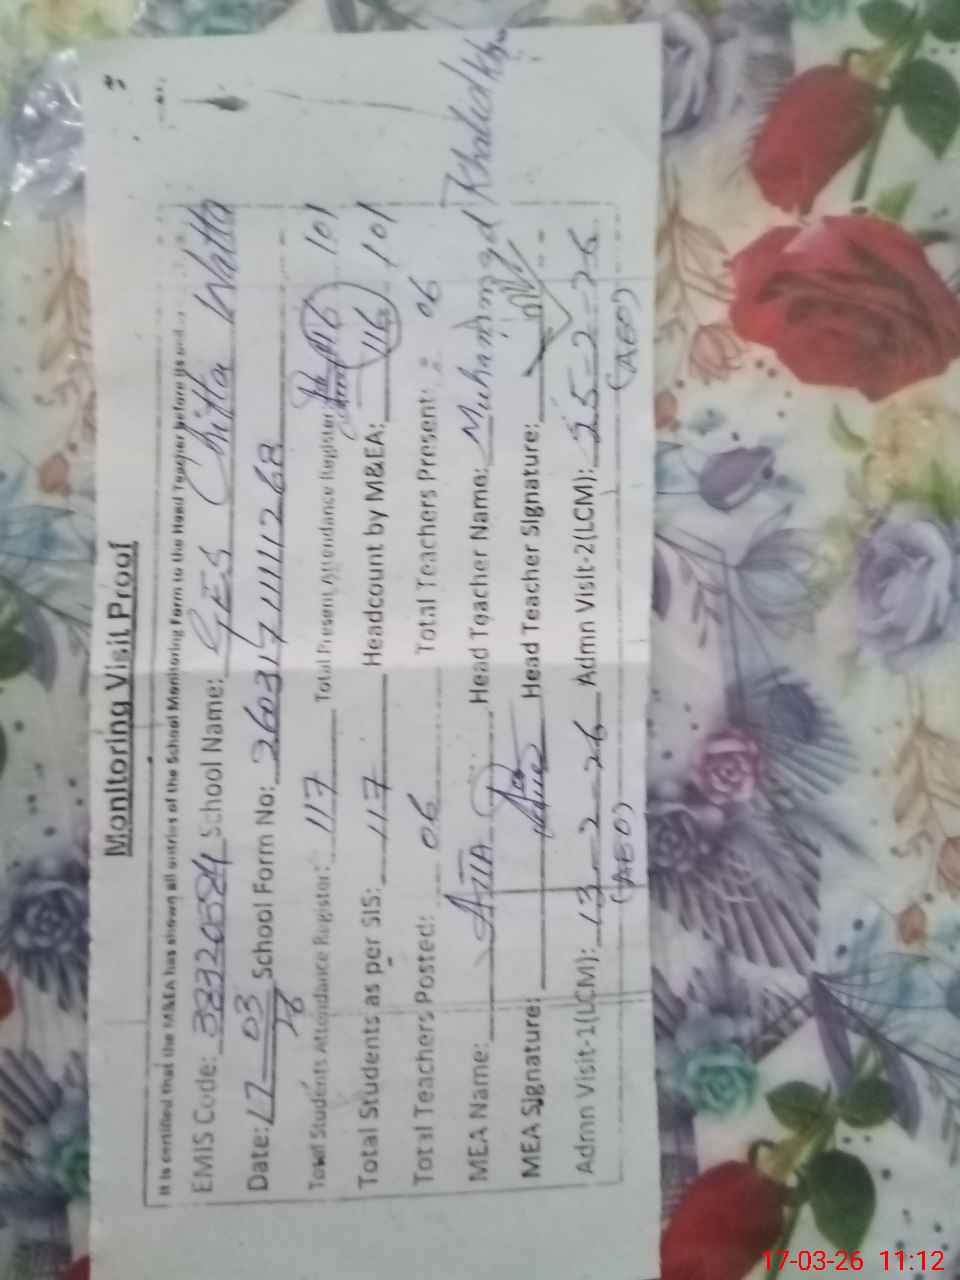 Monitoring Visit Proof
It is certified that the M&EA has shown all entries of the School Monitoring Form to the Head Teacher before its
EMIS Code: 38320584 School Name: GES Chitta Watta
Date: 17 03/26 School Form No: 260317111111268
Total Students Attendance Register: 117 Total Present Attendance Register 116 101
Total Students as per SIS: 117 Headcount by M&EA: 116 101
Total Teachers Posted: 06 Total Teachers Present: 06
MEA Name: Head Teacher Name: Muhammad Khalid
MEA Signature: Head Teacher Signature:
Admn Visit-1(LCM): 13-2-26 Admn Visit-2(LCM): 25-2-26
(AEO) (AEO)
17-03-26 11:12